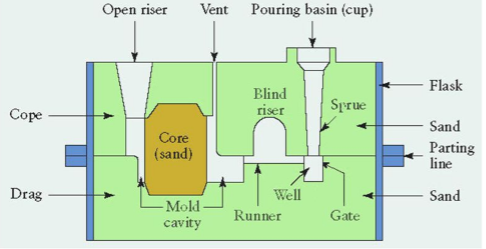 Open riser
Vent
Pouring basin (cup)
Flask
Blind
riser
Sprue
Cope
Sand
Core
(sand)
Parting
line
Drag
Well
Sand
Mold
cavity
Runner
Gate